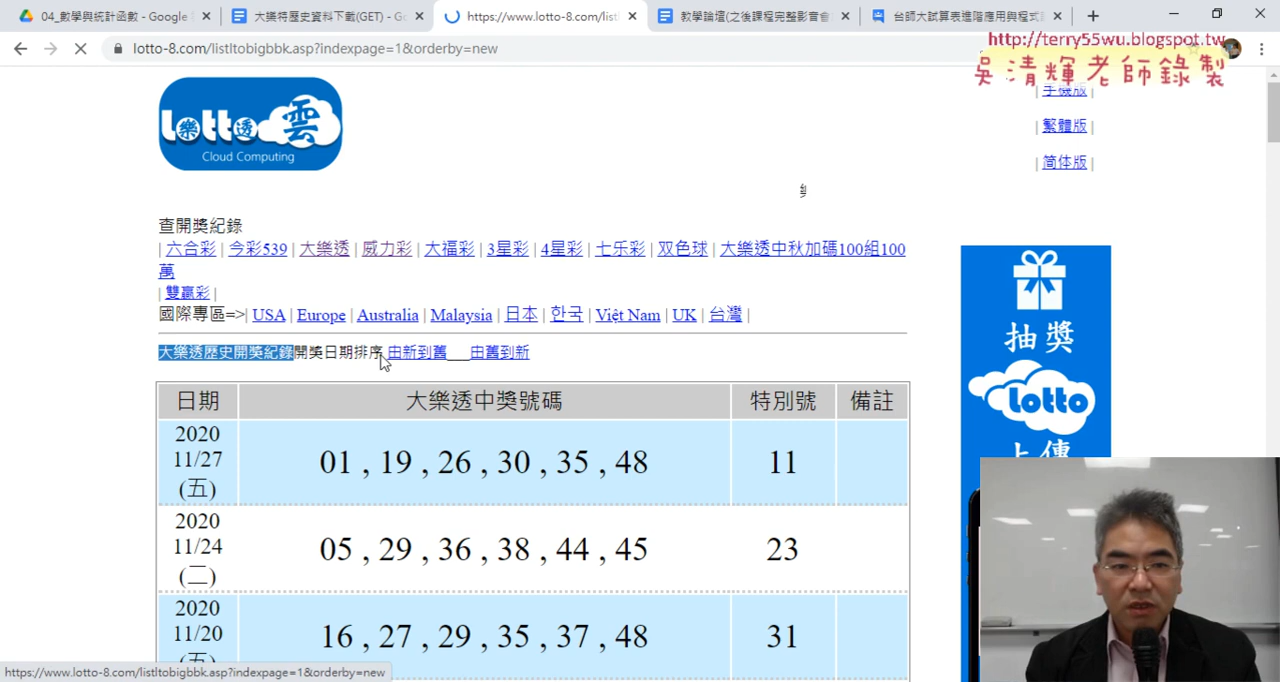 04_數學與統計函數 - Google
大樂特歷史資料下載(GET) - Go
https://www.lotto-8.com/list
教學論壇(之後課程完整影音會
台師大試算表進階應用與程式
lotto-8.com/listltobigbbk.asp?indexpage=1&orderby=new
http://terry55wu.blogspot.tw
吳清輝老師錄製
lotto 樂透 雲
Cloud Computing
| 手機版 |
| 繁體版 |
| 简体版 |
查開獎紀錄
| 六合彩 | 今彩539 | 大樂透 | 威力彩 | 大福彩 | 3星彩 | 4星彩 | 七乐彩 | 双色球 | 大樂透中秋加碼100組100
萬
| 雙贏彩 |
國際專區=>| USA | Europe | Australia | Malaysia | 日本 | 한국 | Việt Nam | UK | 台灣 |
大樂透歷史開獎紀錄開獎日期排序 由新到舊___由舊到新
日期 大樂透中獎號碼 特別號 備註
2020
11/27
(五)
01 , 19 , 26 , 30 , 35 , 48 11
2020
11/24
(二)
05 , 29 , 36 , 38 , 44 , 45 23
2020
11/20
16 , 27 , 29 , 35 , 37 , 48 31
抽獎
Lotto
上傳
https://www.lotto-8.com/listltobigbbk.asp?indexpage=1&orderby=new